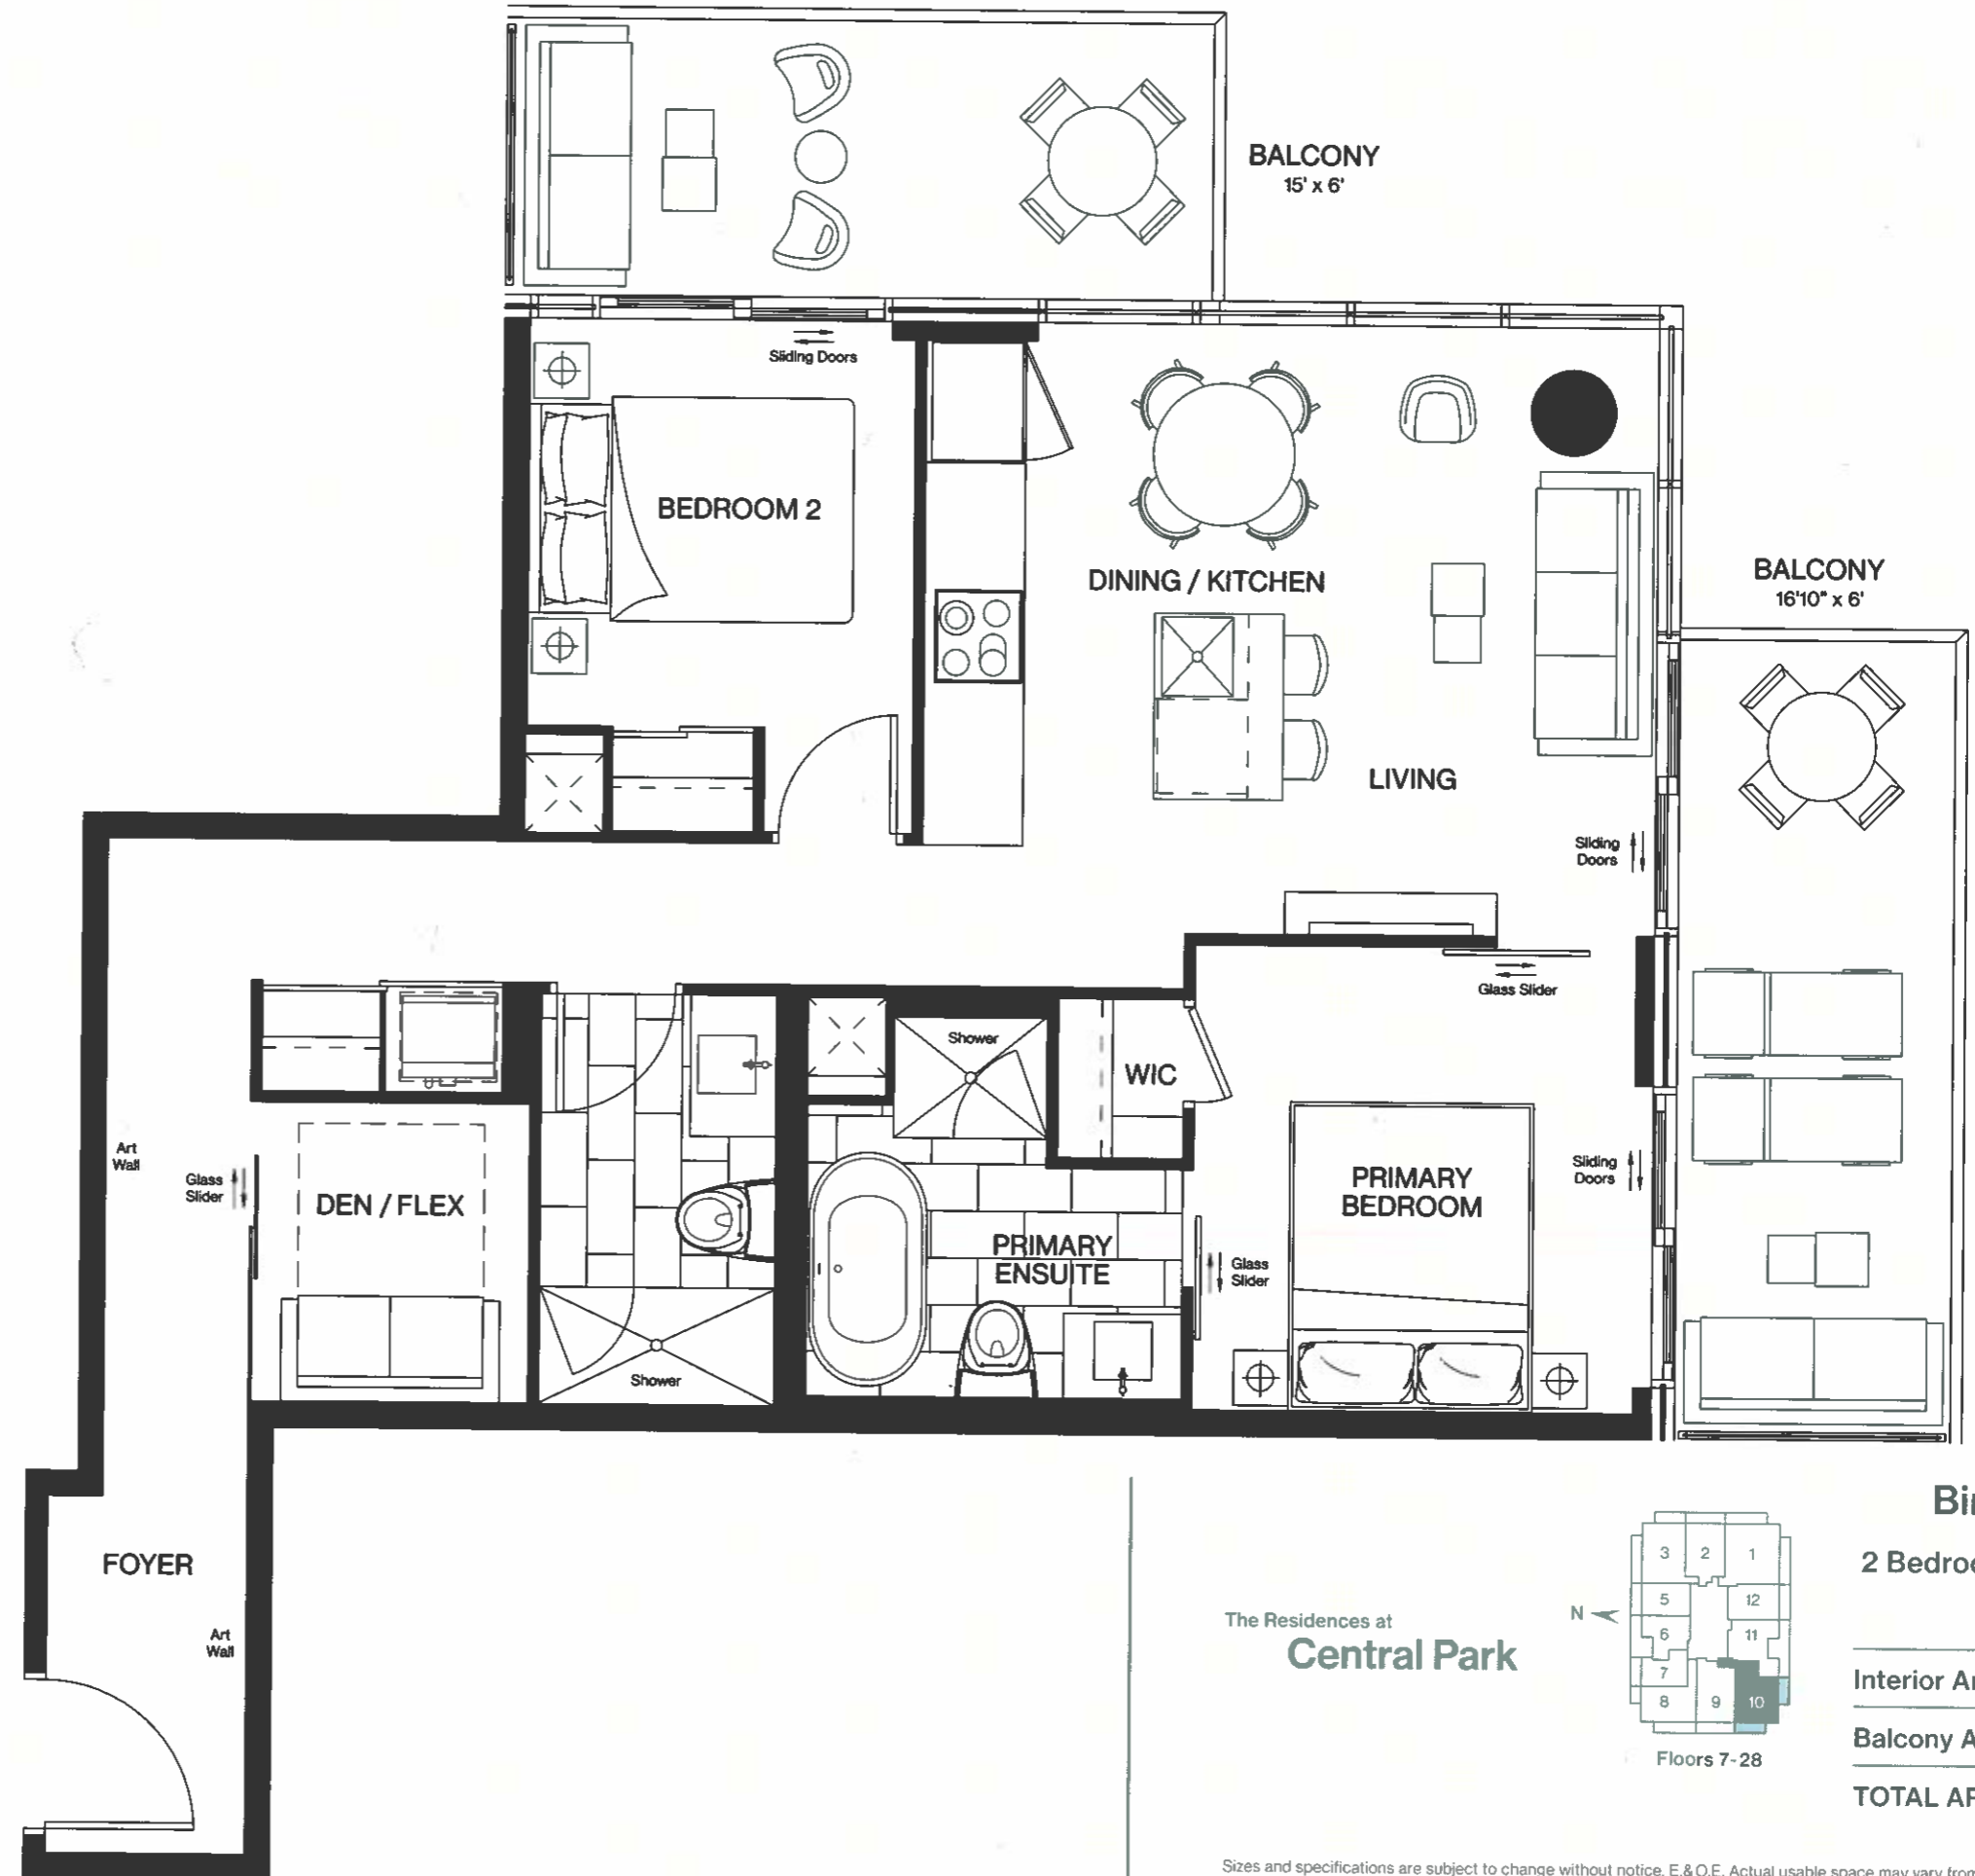 BALCONY
15' x 6'
Sliding Doors
BEDROOM 2
DINING / KITCHEN
BALCONY
16'10" x 6'
LIVING
Sliding
Doors
Glass Slider
Shower
WIC
Art
Wall
Glass
Slider
DEN / FLEX
PRIMARY
BEDROOM
Sliding
Doors
PRIMARY
ENSUITE
Glass
Slider
Shower
FOYER
Art
Wall
The Residences at
Central Park
N
3 2 1
5 12
6 11
7
8 9 10
Floors 7-28
2
Interior
Balcony
TOTAL
Sizes and specifications are subject to change without notice. E.&O.E. Actual usable space may vary from